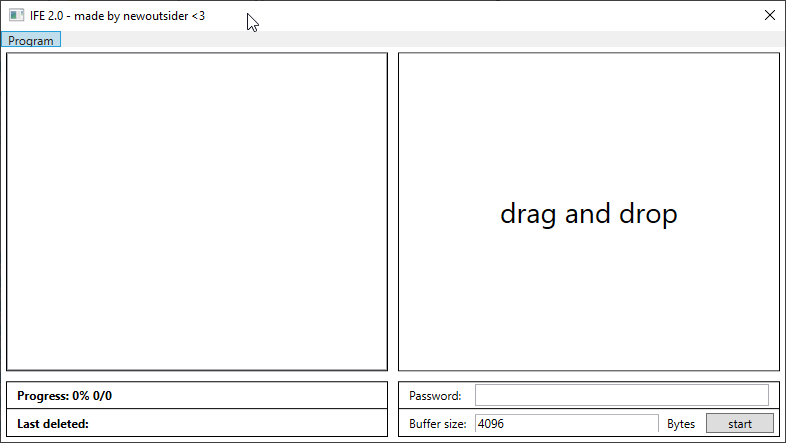 IFE 2.0 - made by newoutsider <3
Program
drag and drop
Progress: 0% 0/0
Last deleted:
Password:
Buffer size: 4096 Bytes start